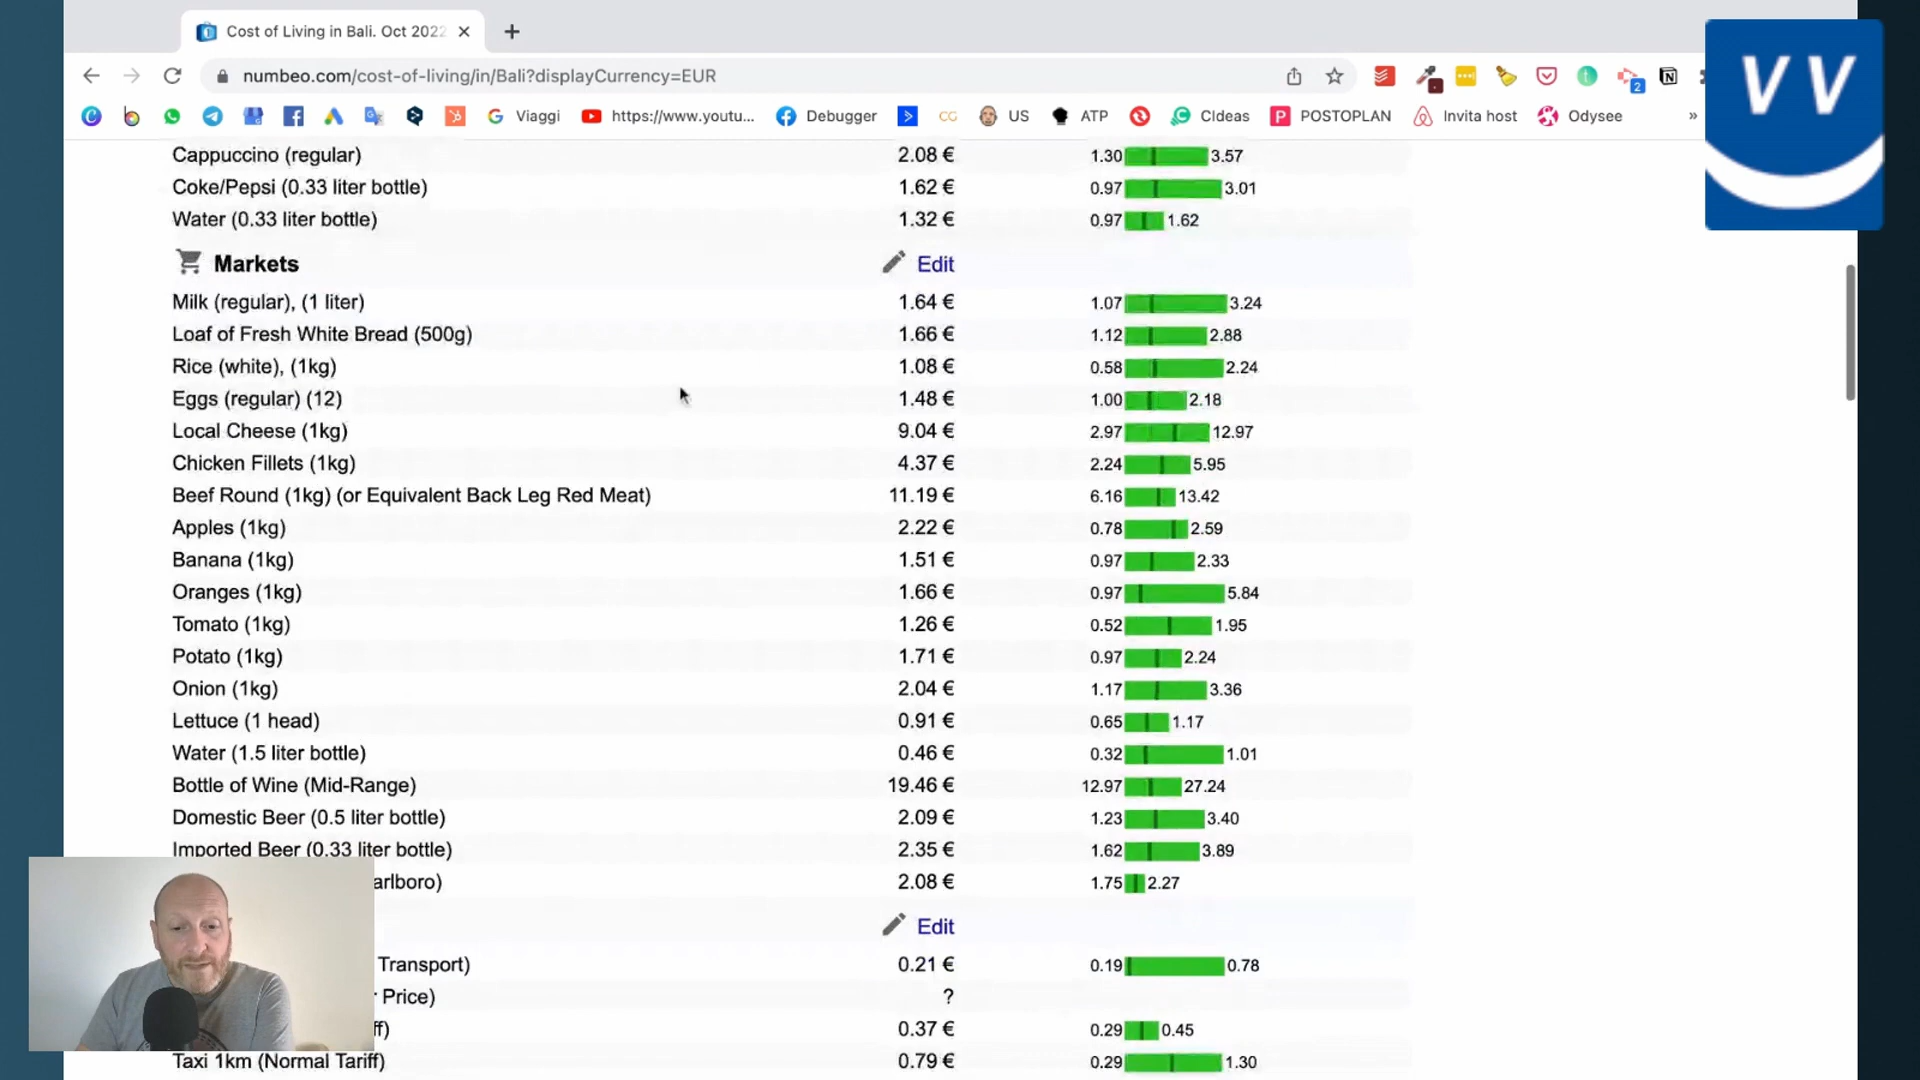 Cost of Living in Bali. Oct 2022
numbeo.com/cost-of-living/in/Bali?displayCurrency=EUR
2
Viaggi
https://www.youtu...
Debugger
CG
US
ATP
CIdeas
POSTOPLAN
Invita host
Odysee
»
VV
Cappuccino (regular) 2.08 € 1.30 3.57
Coke/Pepsi (0.33 liter bottle) 1.62 € 0.97 3.01
Water (0.33 liter bottle) 1.32 € 0.97 1.62
Markets Edit
Milk (regular), (1 liter) 1.64 € 1.07 3.24
Loaf of Fresh White Bread (500g) 1.66 € 1.12 2.88
Rice (white), (1kg) 1.08 € 0.58 2.24
Eggs (regular) (12) 1.48 € 1.00 2.18
Local Cheese (1kg) 9.04 € 2.97 12.97
Chicken Fillets (1kg) 4.37 € 2.24 5.95
Beef Round (1kg) (or Equivalent Back Leg Red Meat) 11.19 € 6.16 13.42
Apples (1kg) 2.22 € 0.78 2.59
Banana (1kg) 1.51 € 0.97 2.33
Oranges (1kg) 1.66 € 0.97 5.84
Tomato (1kg) 1.26 € 0.52 1.95
Potato (1kg) 1.71 € 0.97 2.24
Onion (1kg) 2.04 € 1.17 3.36
Lettuce (1 head) 0.91 € 0.65 1.17
Water (1.5 liter bottle) 0.46 € 0.32 1.01
Bottle of Wine (Mid-Range) 19.46 € 12.97 27.24
Domestic Beer (0.5 liter bottle) 2.09 € 1.23 3.40
Imported Beer (0.33 liter bottle) 2.35 € 1.62 3.89
arlboro) 2.08 € 1.75 2.27
Edit
Transport) 0.21 € 0.19 0.78
Price) ?
ff) 0.37 € 0.29 0.45
Taxi 1km (Normal Tariff) 0.79 € 0.29 1.30